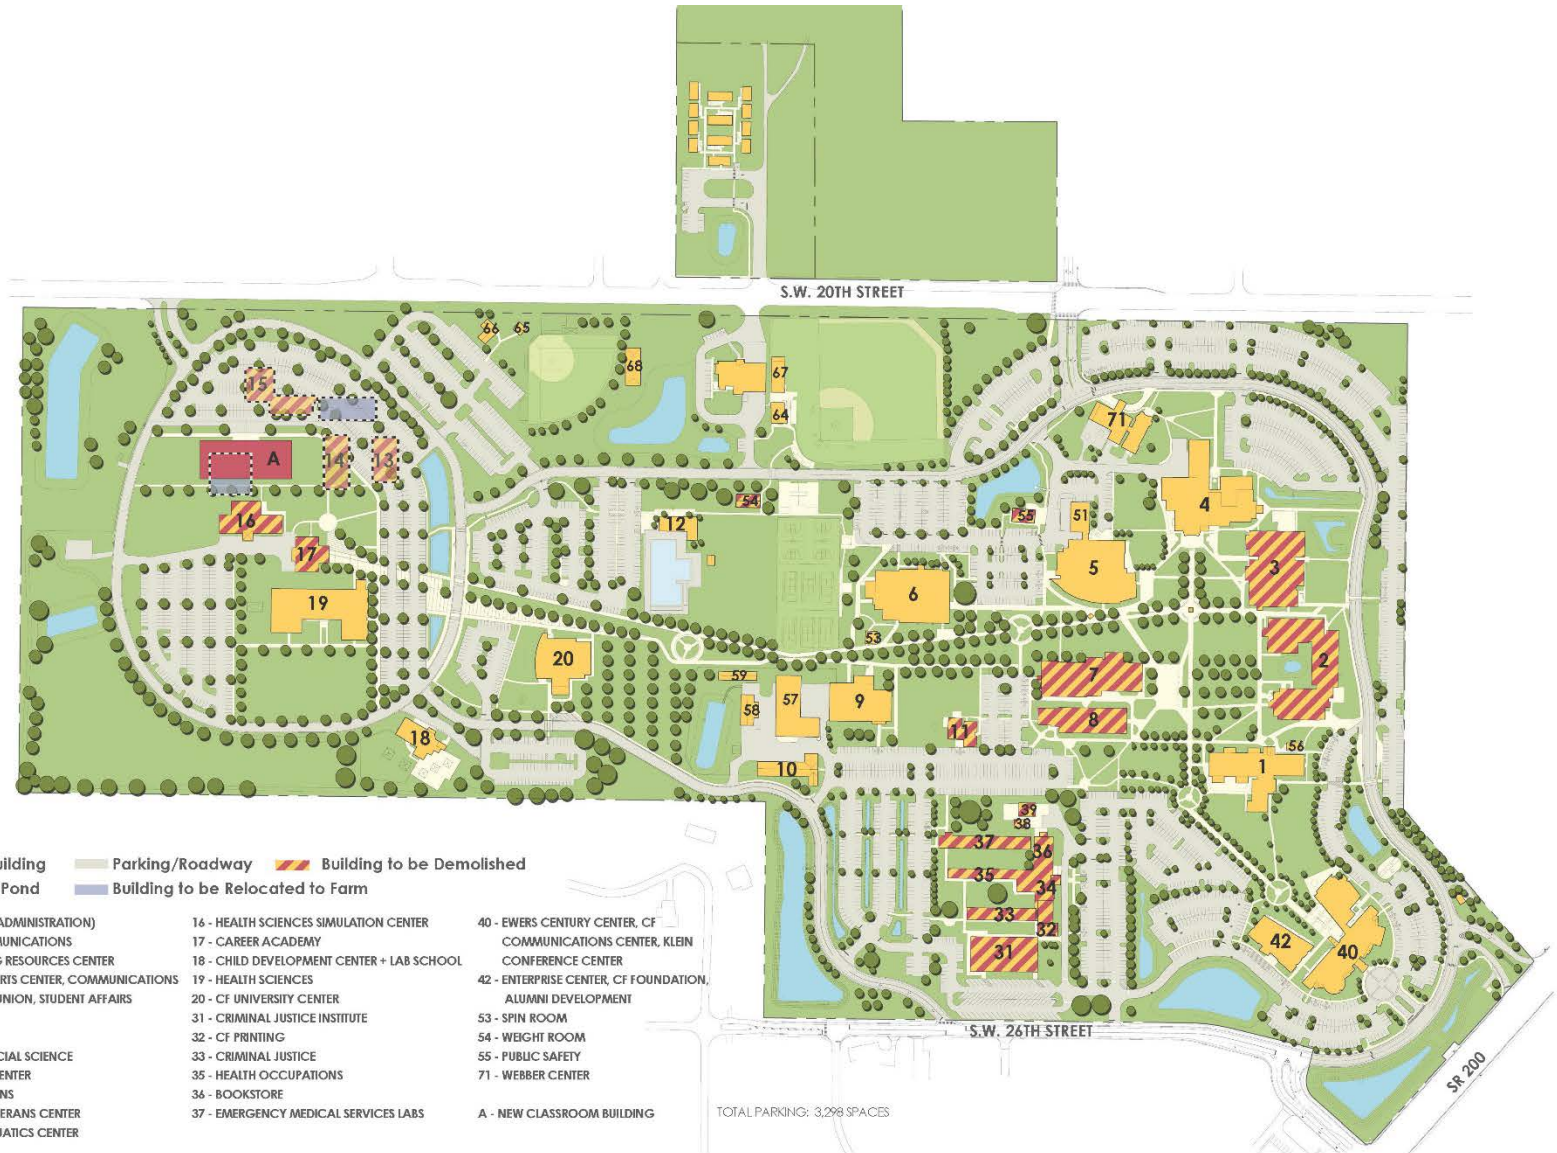 S.W. 20TH STREET
66
65
68
67
64
15
71
A
14
13
4
54
16
12
55
51
17
3
5
19
6
53
2
20
7
59
57
9
58
8
11
18
56
1
10
39
38
37
36
35
34
33
32
31
42
40
S.W. 26TH STREET
SR 200
uilding
Parking/Roadway
Building to be Demolished
Pond
Building to be Relocated to Farm
ADMINISTRATION)
MUNICATIONS
G RESOURCES CENTER
RTS CENTER, COMMUNICATIONS
UNION, STUDENT AFFAIRS
CIAL SCIENCE
CENTER
NS
ERANS CENTER
UATICS CENTER
16 - HEALTH SCIENCES SIMULATION CENTER
17 - CAREER ACADEMY
18 - CHILD DEVELOPMENT CENTER + LAB SCHOOL
19 - HEALTH SCIENCES
20 - CF UNIVERSITY CENTER
31 - CRIMINAL JUSTICE INSTITUTE
32 - CF PRINTING
33 - CRIMINAL JUSTICE
35 - HEALTH OCCUPATIONS
36 - BOOKSTORE
37 - EMERGENCY MEDICAL SERVICES LABS
40 - EWERS CENTURY CENTER, CF
COMMUNICATIONS CENTER, KLEIN
CONFERENCE CENTER
42 - ENTERPRISE CENTER, CF FOUNDATION,
ALUMNI DEVELOPMENT
53 - SPIN ROOM
54 - WEIGHT ROOM
55 - PUBLIC SAFETY
71 - WEBBER CENTER
A - NEW CLASSROOM BUILDING
TOTAL PARKING: 3,298 SPACES